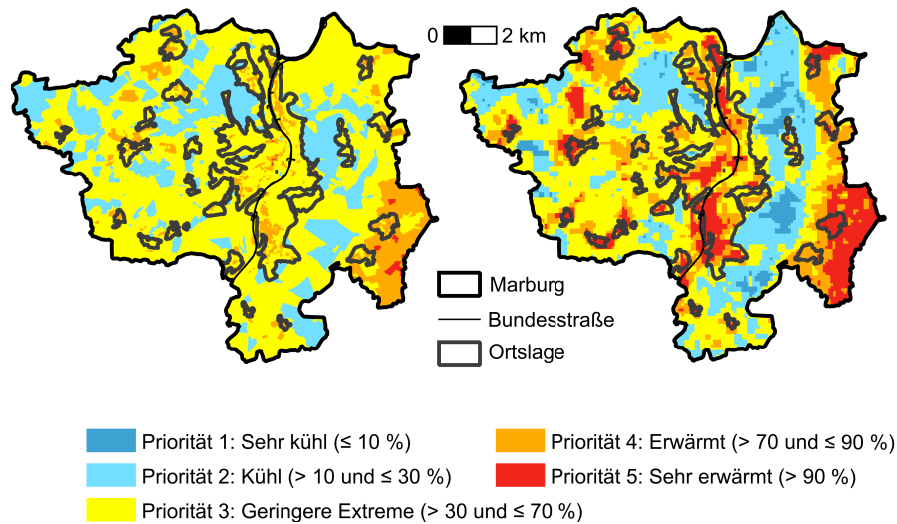 0 2 km
Marburg
Bundesstraße
Ortslage
Priorität 1: Sehr kühl (≤ 10 %)
Priorität 2: Kühl (> 10 und ≤ 30 %)
Priorität 3: Geringere Extreme (> 30 und ≤ 70 %)
Priorität 4: Erwärmt (> 70 und ≤ 90 %)
Priorität 5: Sehr erwärmt (> 90 %)